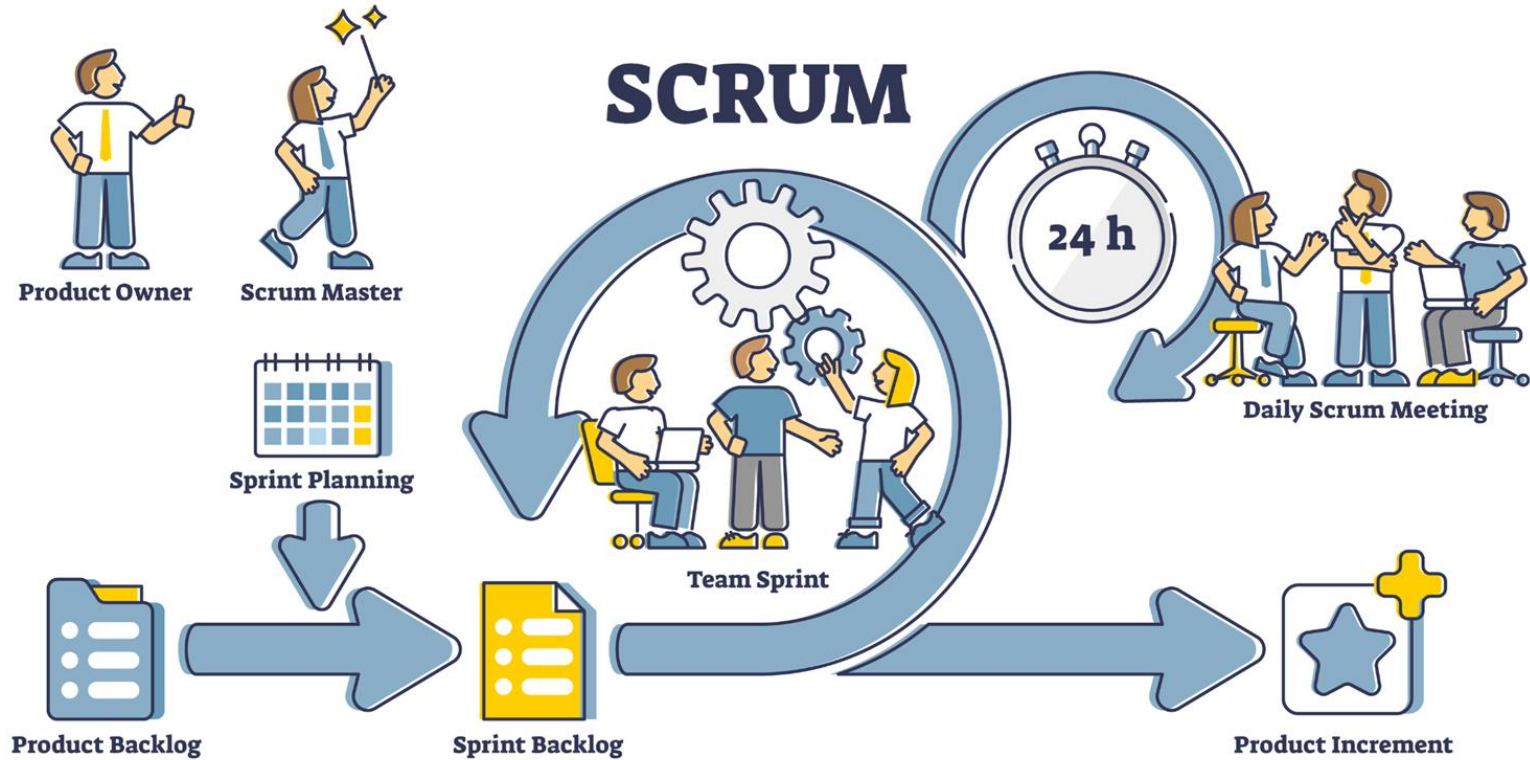 SCRUM
Product Owner
Scrum Master
24 h
Daily Scrum Meeting
Sprint Planning
Team Sprint
Product Backlog
Sprint Backlog
Product Increment